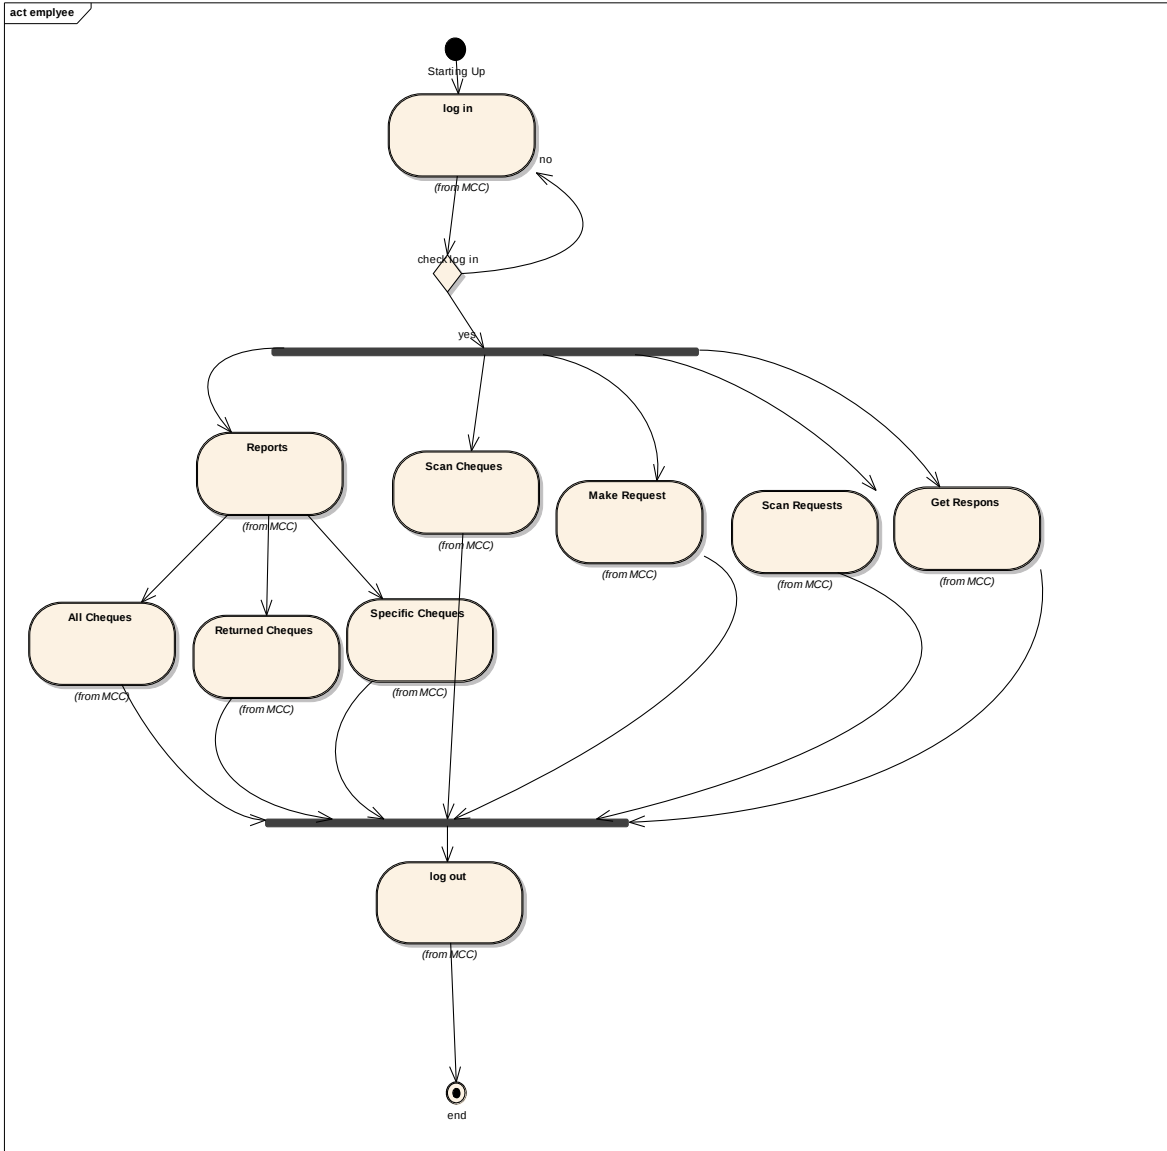 act emplyee
Starting Up
log in
no
(from MCC)
check log in
yes
Reports
(from MCC)
Scan Cheques
(from MCC)
Make Request
(from MCC)
Scan Requests
(from MCC)
Get Respons
(from MCC)
All Cheques
(from MCC)
Returned Cheques
(from MCC)
Specific Cheques
(from MCC)
log out
(from MCC)
end